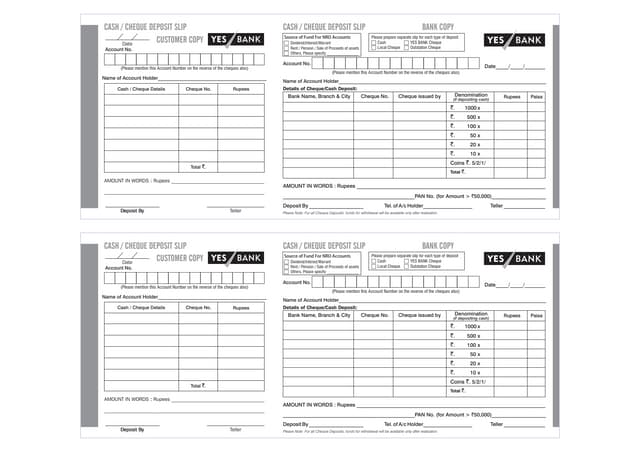 CASH / CHEQUE DEPOSIT SLIP
CUSTOMER COPY YES BANK
Date
Account No.
(Please mention this Account Number on the reverse of the cheques also)
Name of Account Holder
Cash / Cheque Details Cheque No. Rupees
Total ₹.
AMOUNT IN WORDS : Rupees
Deposit By Teller
CASH / CHEQUE DEPOSIT SLIP BANK COPY
Source of Fund For NRO Accounts
Dividend/Interest/Warrant
Rent / Pension / Sale of Proceeds of assets
Others, Please specify
Please prepare separate slip for each type of deposit
Cash YES BANK Cheque
Local Cheque Outstation Cheque
YES BANK
Account No. Date
(Please mention this Account Number on the reverse of the cheques also)
Name of Account Holder
Details of Cheque/Cash Deposit:
Bank Name, Branch & City Cheque No. Cheque issued by Denomination (if depositing cash) Rupees Paise
₹. 1000 x
₹. 500 x
₹. 100 x
₹. 50 x
₹. 20 x
₹. 10 x
Coins ₹. 5/2/1/
Total ₹.
AMOUNT IN WORDS : Rupees
PAN No. (for Amount > ₹50,000)
Deposit By Tel. of A/c Holder Teller
Please Note: For all Cheque Deposits, funds for withdrawal will be available only after realisation.
CASH / CHEQUE DEPOSIT SLIP
CUSTOMER COPY YES BANK
Date
Account No.
(Please mention this Account Number on the reverse of the cheques also)
Name of Account Holder
Cash / Cheque Details Cheque No. Rupees
Total ₹.
AMOUNT IN WORDS : Rupees
Deposit By Teller
CASH / CHEQUE DEPOSIT SLIP BANK COPY
Source of Fund For NRO Accounts
Dividend/Interest/Warrant
Rent / Pension / Sale of Proceeds of assets
Others, Please specify
Please prepare separate slip for each type of deposit
Cash YES BANK Cheque
Local Cheque Outstation Cheque
YES BANK
Account No. Date
(Please mention this Account Number on the reverse of the cheques also)
Name of Account Holder
Details of Cheque/Cash Deposit:
Bank Name, Branch & City Cheque No. Cheque issued by Denomination (if depositing cash) Rupees Paisa
₹. 1000 x
₹. 500 x
₹. 100 x
₹. 50 x
₹. 20 x
₹. 10 x
Coins ₹. 5/2/1/
Total ₹.
AMOUNT IN WORDS : Rupees
PAN No. (for Amount > ₹50,000)
Deposit By Tel. of A/c Holder Teller
Please Note: For all Cheque Deposits, funds for withdrawal will be available only after realisation.